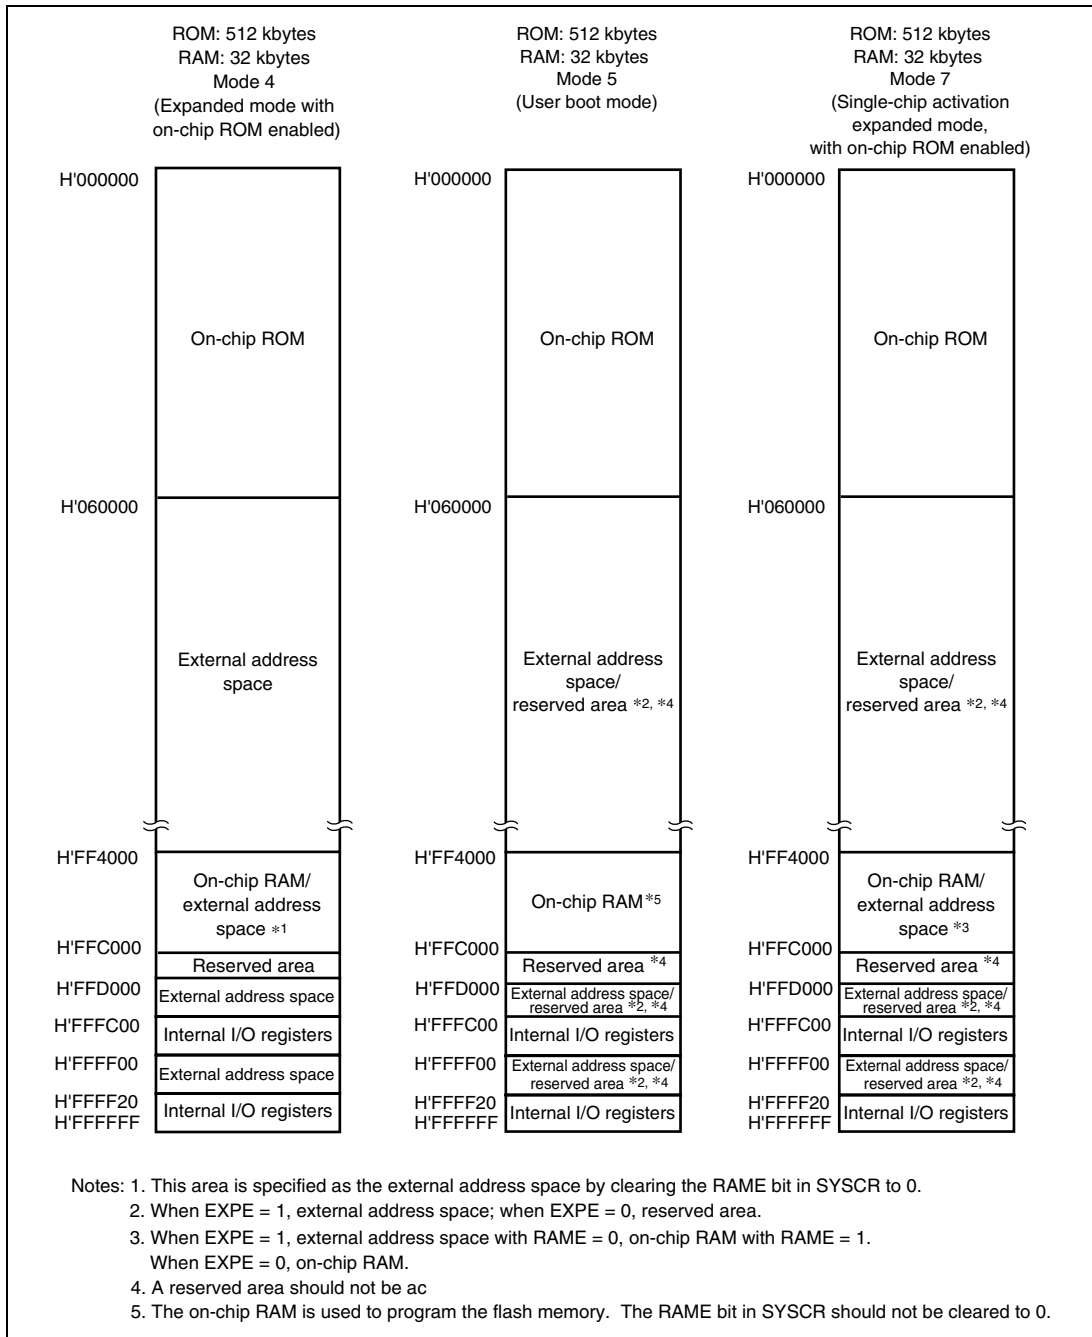 ROM: 512 kbytes
RAM: 32 kbytes
Mode 4
(Expanded mode with
on-chip ROM enabled)
ROM: 512 kbytes
RAM: 32 kbytes
Mode 5
(User boot mode)
ROM: 512 kbytes
RAM: 32 kbytes
Mode 7
(Single-chip activation
expanded mode,
with on-chip ROM enabled)
H'000000
On-chip ROM
H'060000
External address
space
H'FF4000
On-chip RAM/
external address
space *1
H'FFC000
Reserved area
H'FFD000
External address space
H'FFFC00
Internal I/O registers
H'FFFF00
External address space
H'FFFF20
Internal I/O registers
H'FFFFFF
H'000000
On-chip ROM
H'060000
External address
space/
reserved area *2, *4
H'FF4000
On-chip RAM*5
H'FFC000
Reserved area *4
H'FFD000
External address space/
reserved area *2, *4
H'FFFC00
Internal I/O registers
H'FFFF00
External address space/
reserved area *2, *4
H'FFFF20
Internal I/O registers
H'FFFFFF
H'000000
On-chip ROM
H'060000
External address
space/
reserved area *2, *4
H'FF4000
On-chip RAM/
external address
space *3
H'FFC000
Reserved area *4
H'FFD000
External address space/
reserved area *2, *4
H'FFFC00
Internal I/O registers
H'FFFF00
External address space/
reserved area *2, *4
H'FFFF20
Internal I/O registers
H'FFFFFF
Notes: 1. This area is specified as the external address space by clearing the RAME bit in SYSCR to 0.
2. When EXPE = 1, external address space; when EXPE = 0, reserved area.
3. When EXPE = 1, external address space with RAME = 0, on-chip RAM with RAME = 1.
When EXPE = 0, on-chip RAM.
4. A reserved area should not be ac
5. The on-chip RAM is used to program the flash memory. The RAME bit in SYSCR should not be cleared to 0.